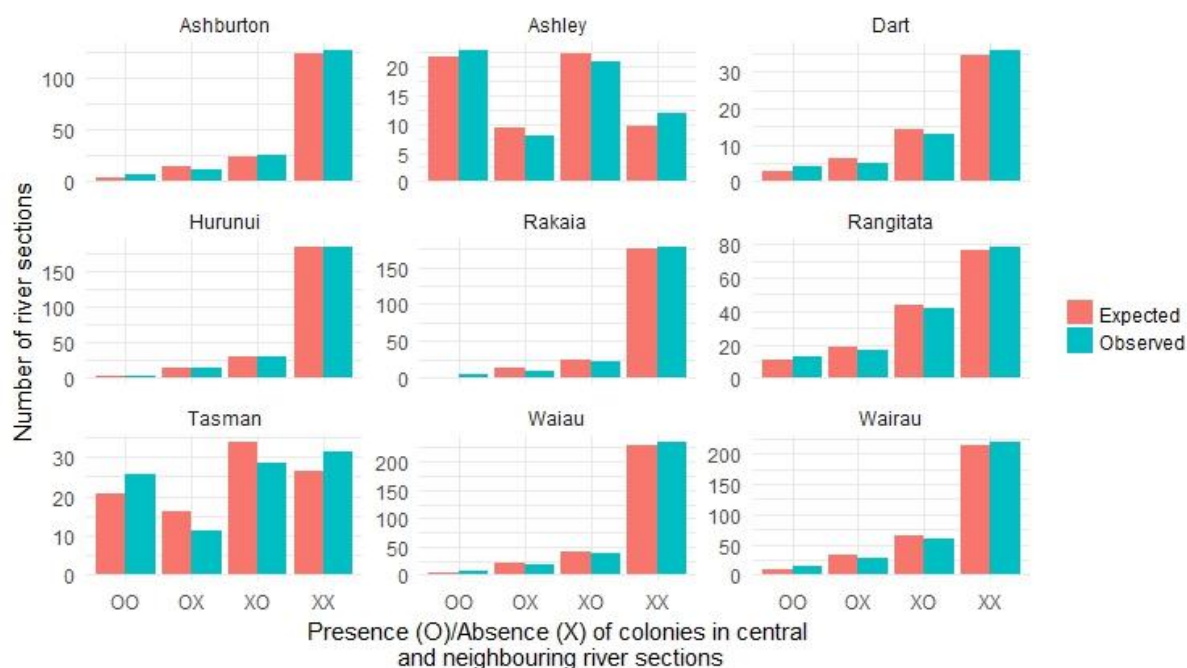 Ashburton
Ashley
Dart
100
50
0
20
15
10
5
0
30
20
10
0
Hurunui
Rakaia
Rangitata
150
100
50
0
150
100
50
0
80
60
40
20
0
Tasman
Waiau
Wairau
30
20
10
0
200
150
100
50
0
200
150
100
50
0
OO OX XO XX
OO OX XO XX
OO OX XO XX
Number of river sections
Presence (O)/Absence (X) of colonies in central
and neighbouring river sections
Expected
Observed